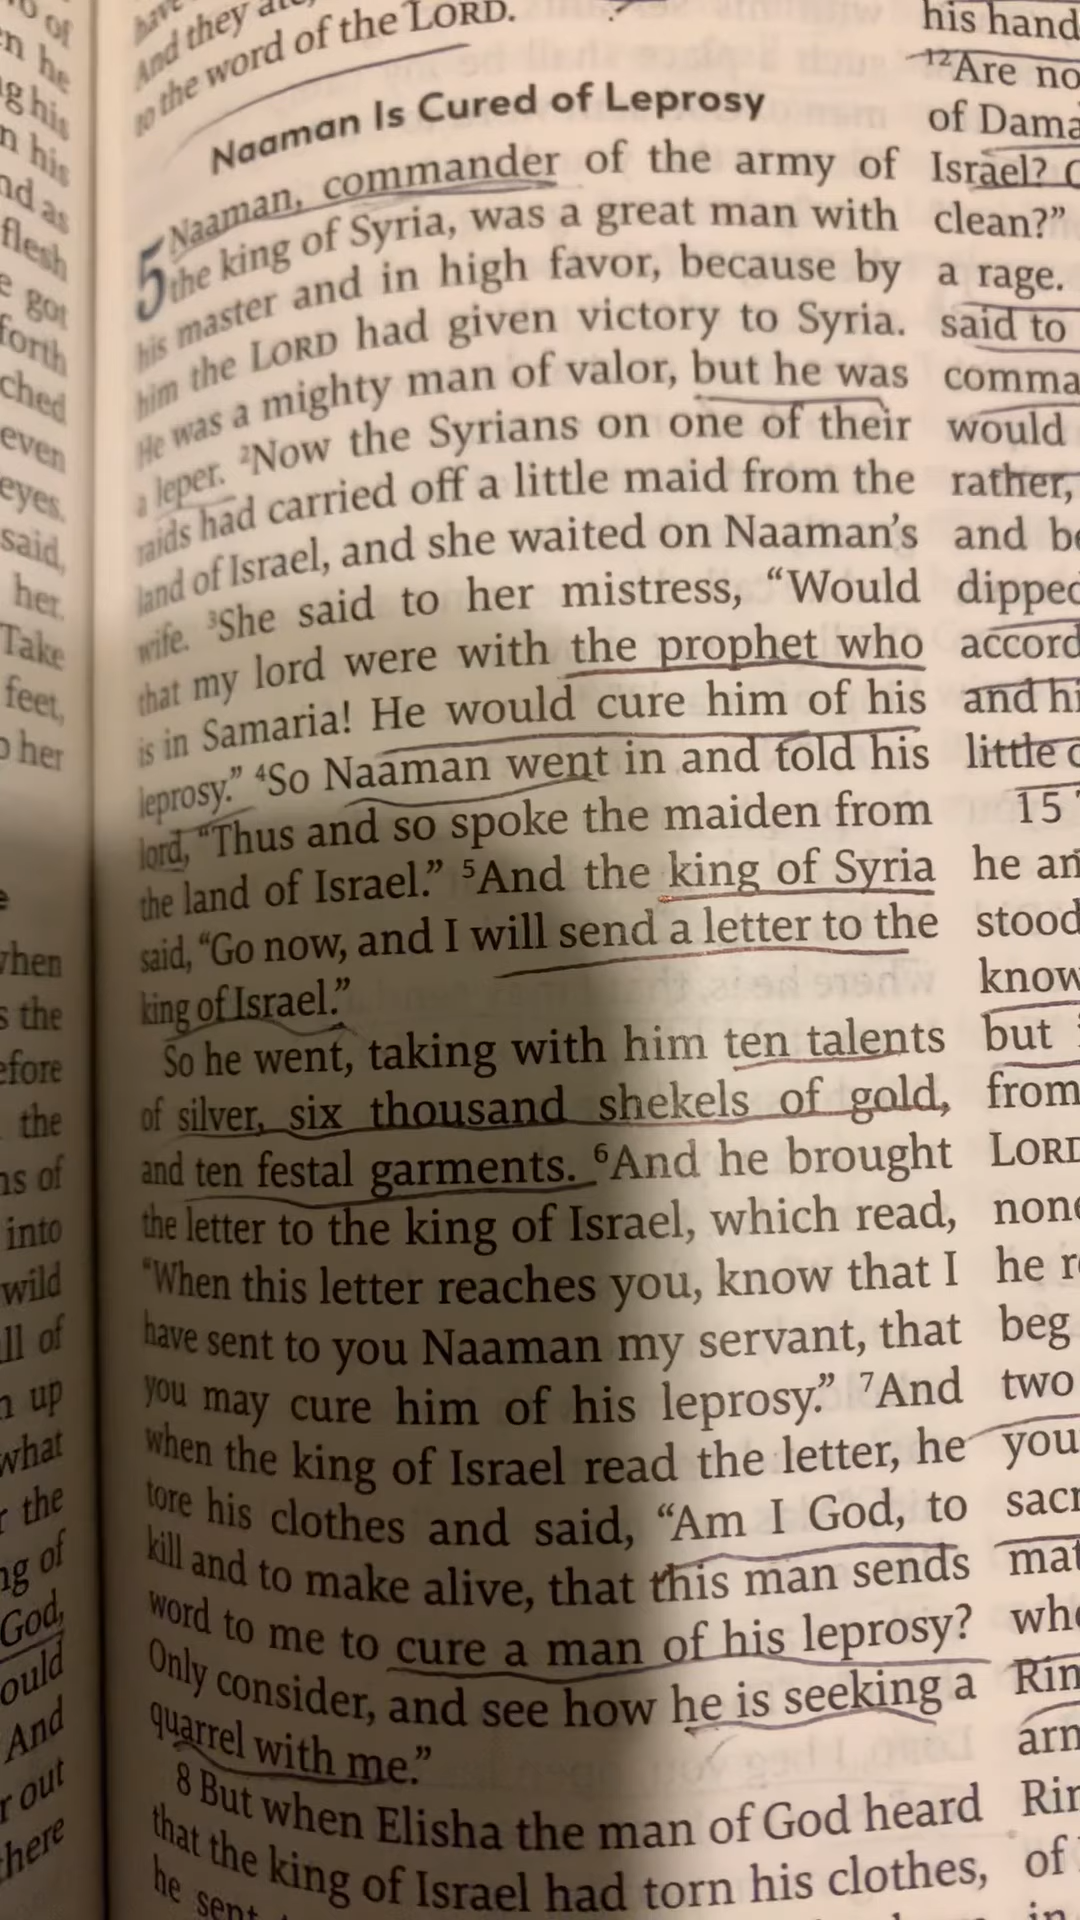 o of
en he
g his
n his
nd as
flesh
e got
forth
ched
even
eyes.
said,
her.
Take
feet,
o her
when
s the
efore
the
ns of
into
wild
ll of
n up
what
r the
ng of
God,
ould
And
r out
here
have
And they
to the word of the LORD.
Naaman Is Cured of Leprosy
5 Naaman, commander of the army of
the king of Syria, was a great man with
his master and in high favor, because by
him the LORD had given victory to Syria.
He was a mighty man of valor, but he was
a leper. 2Now the Syrians on one of their
raids had carried off a little maid from the
land of Israel, and she waited on Naaman’s
wife. 3She said to her mistress, “Would
that my lord were with the prophet who
is in Samaria! He would cure him of his
leprosy.” 4So Naaman went in and told his
lord, “Thus and so spoke the maiden from
the land of Israel.” 5And the king of Syria
said, “Go now, and I will send a letter to the
king of Israel.”
So he went, taking with him ten talents
of silver, six thousand shekels of gold,
and ten festal garments. 6And he brought
the letter to the king of Israel, which read,
“When this letter reaches you, know that I
have sent to you Naaman my servant, that
you may cure him of his leprosy.” 7And
when the king of Israel read the letter, he
tore his clothes and said, “Am I God, to
kill and to make alive, that this man sends
word to me to cure a man of his leprosy?
Only consider, and see how he is seeking a
quarrel with me.”
8 But when Elisha the man of God heard
that the king of Israel had torn his clothes,
he sent
his hand
12Are no
of Dama
Israel?
clean?”
a rage.
said to
comma
would
rather,
and be
dipped
accord
and hi
little c
15
he an
stood
know
but
from
LORD
none
he r
beg
two
you
sacr
mat
whe
Rin
arn
Rin
of
in